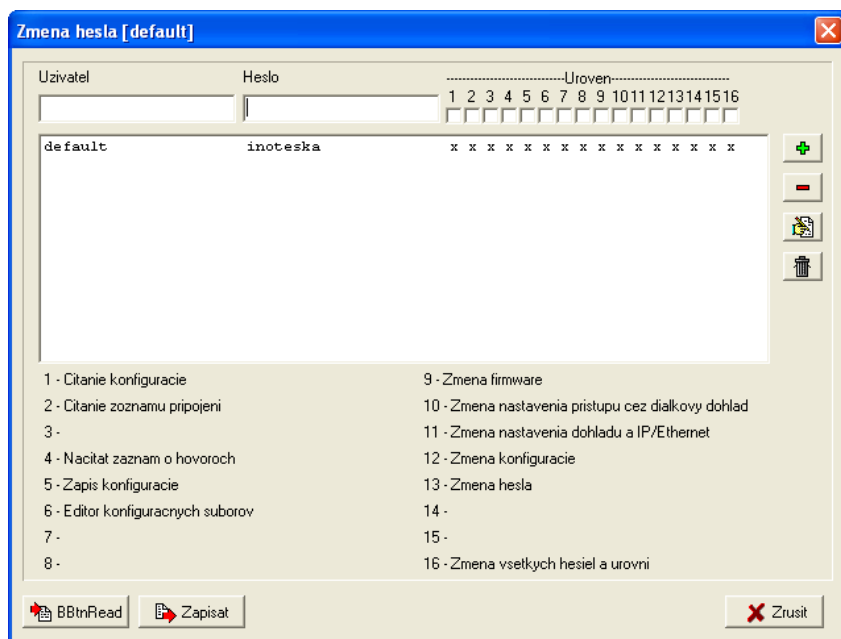 Zmena hesla [default]
Uzivatel Heslo -----------------------------Uroven-----------------------------
1 2 3 4 5 6 7 8 9 10 11 12 13 14 15 16
default inoteska x x x x x x x x x x x x x x x x
1 - Citanie konfiguracie
2 - Citanie zoznamu pripojeni
3 -
4 - Nacitat zaznam o hovoroch
5 - Zapis konfiguracie
6 - Editor konfiguracnych suborov
7 -
8 -
9 - Zmena firmware
10 - Zmena nastavenia pristupu cez dialkovy dohlad
11 - Zmena nastavenia dohladu a IP/Ethernet
12 - Zmena konfiguracie
13 - Zmena hesla
14 -
15 -
16 - Zmena vsetkych hesiel a urovni
BBtnRead Zapisat Zrusit